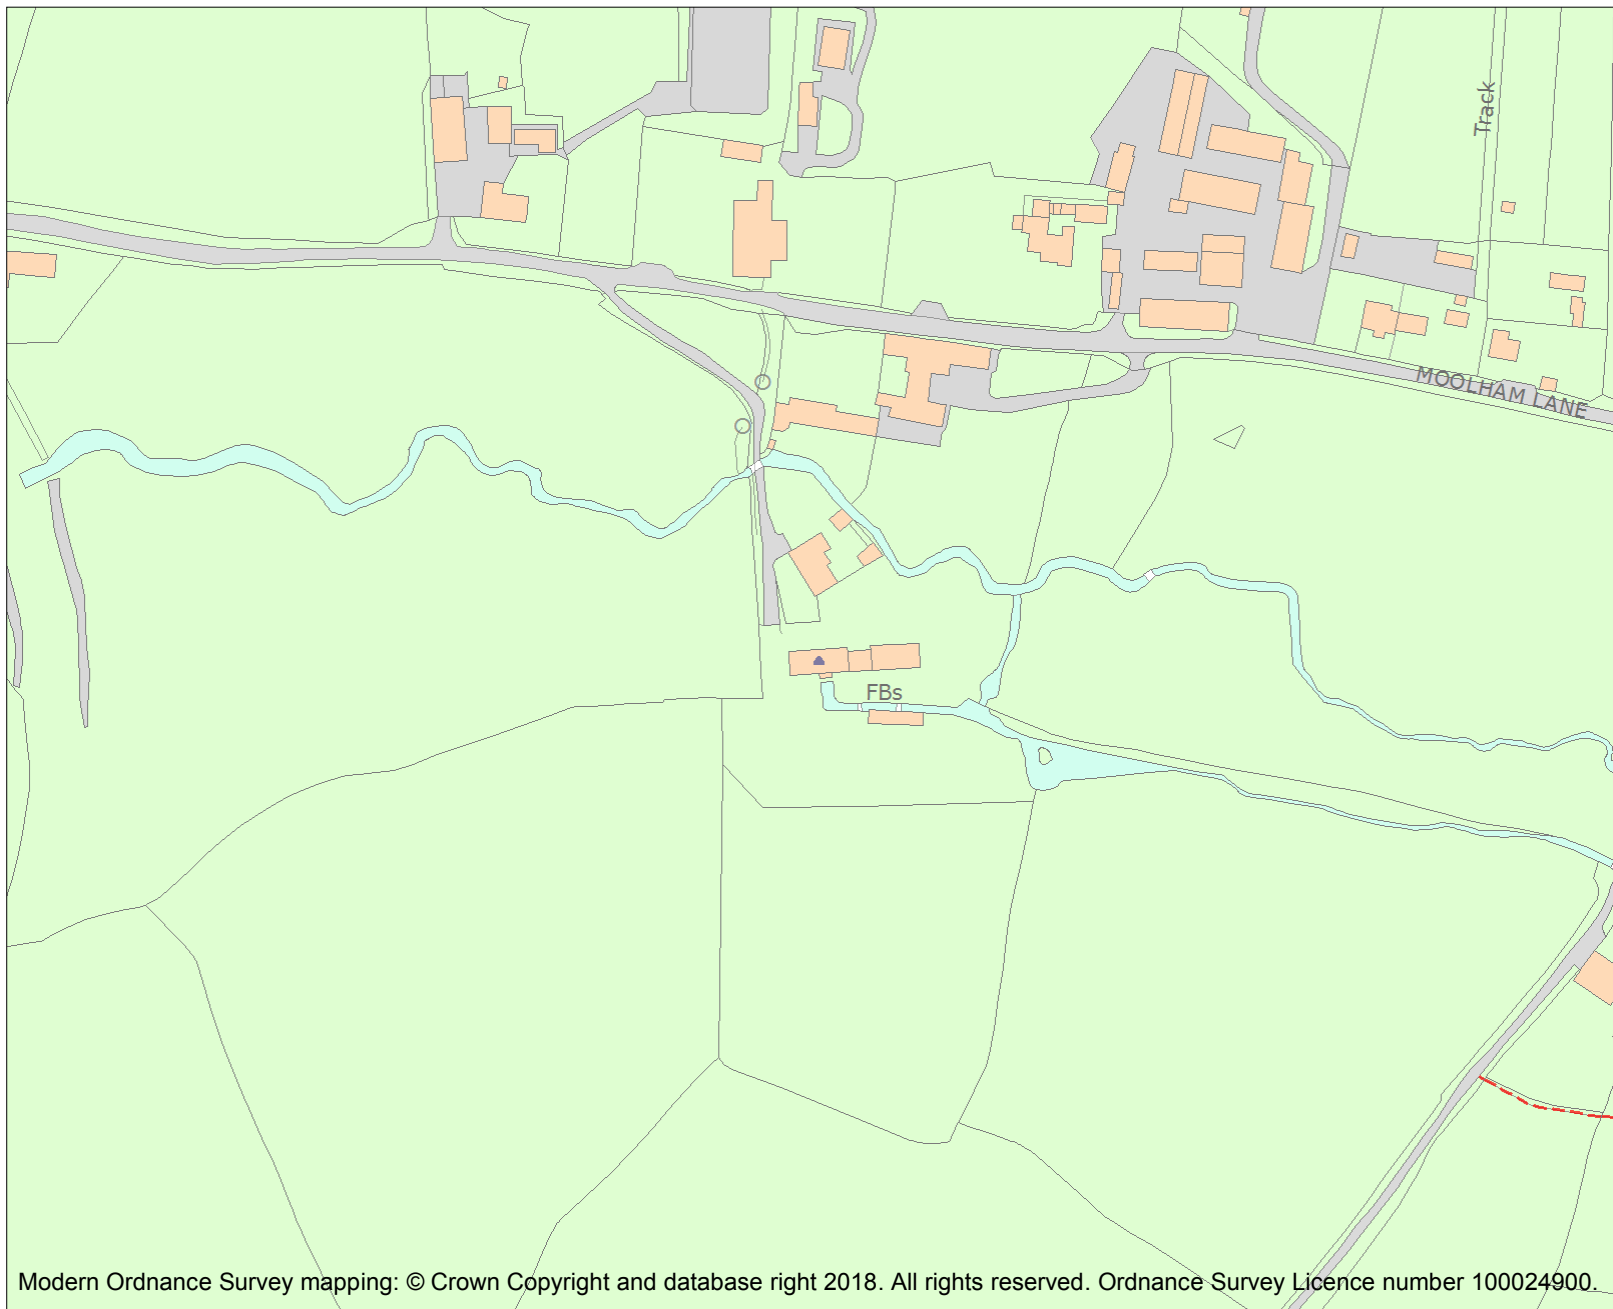 Track
MOOLHAM LANE
FBs
Modern Ordnance Survey mapping: © Crown Copyright and database right 2018. All rights reserved. Ordnance Survey Licence number 100024900.